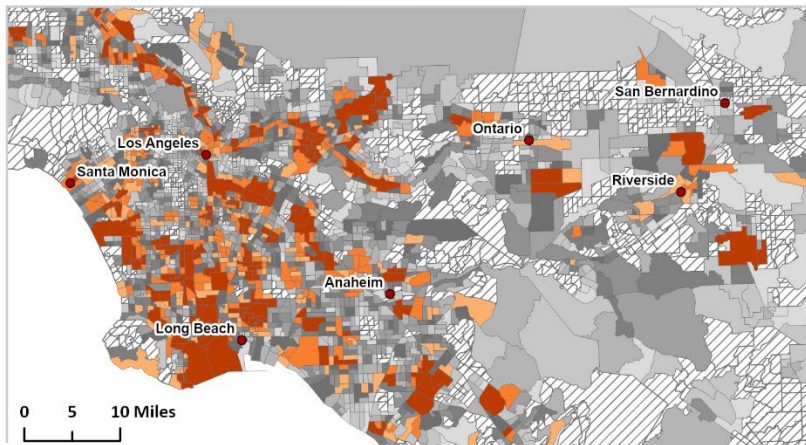 San Bernardino
Los Angeles
Ontario
Santa Monica
Riverside
Anaheim
Long Beach
0 5 10 Miles